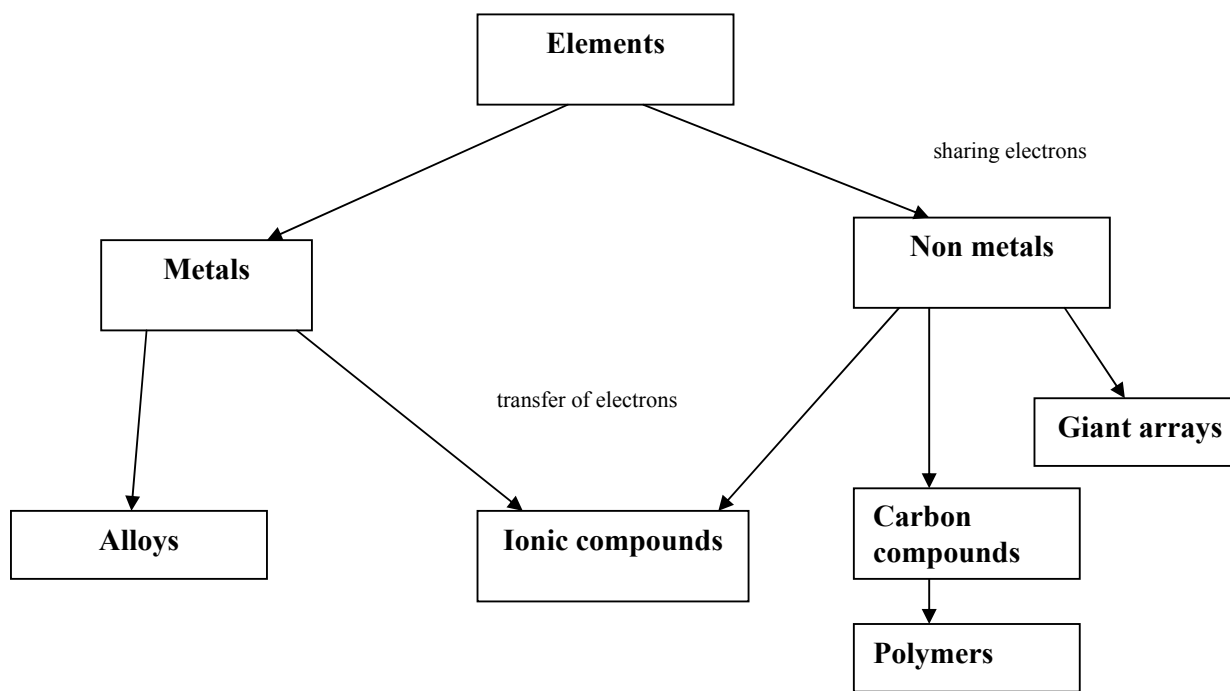 Elements
sharing electrons
Non metals
Metals
transfer of electrons
Giant arrays
Alloys
Ionic compounds
Carbon
compounds
Polymers